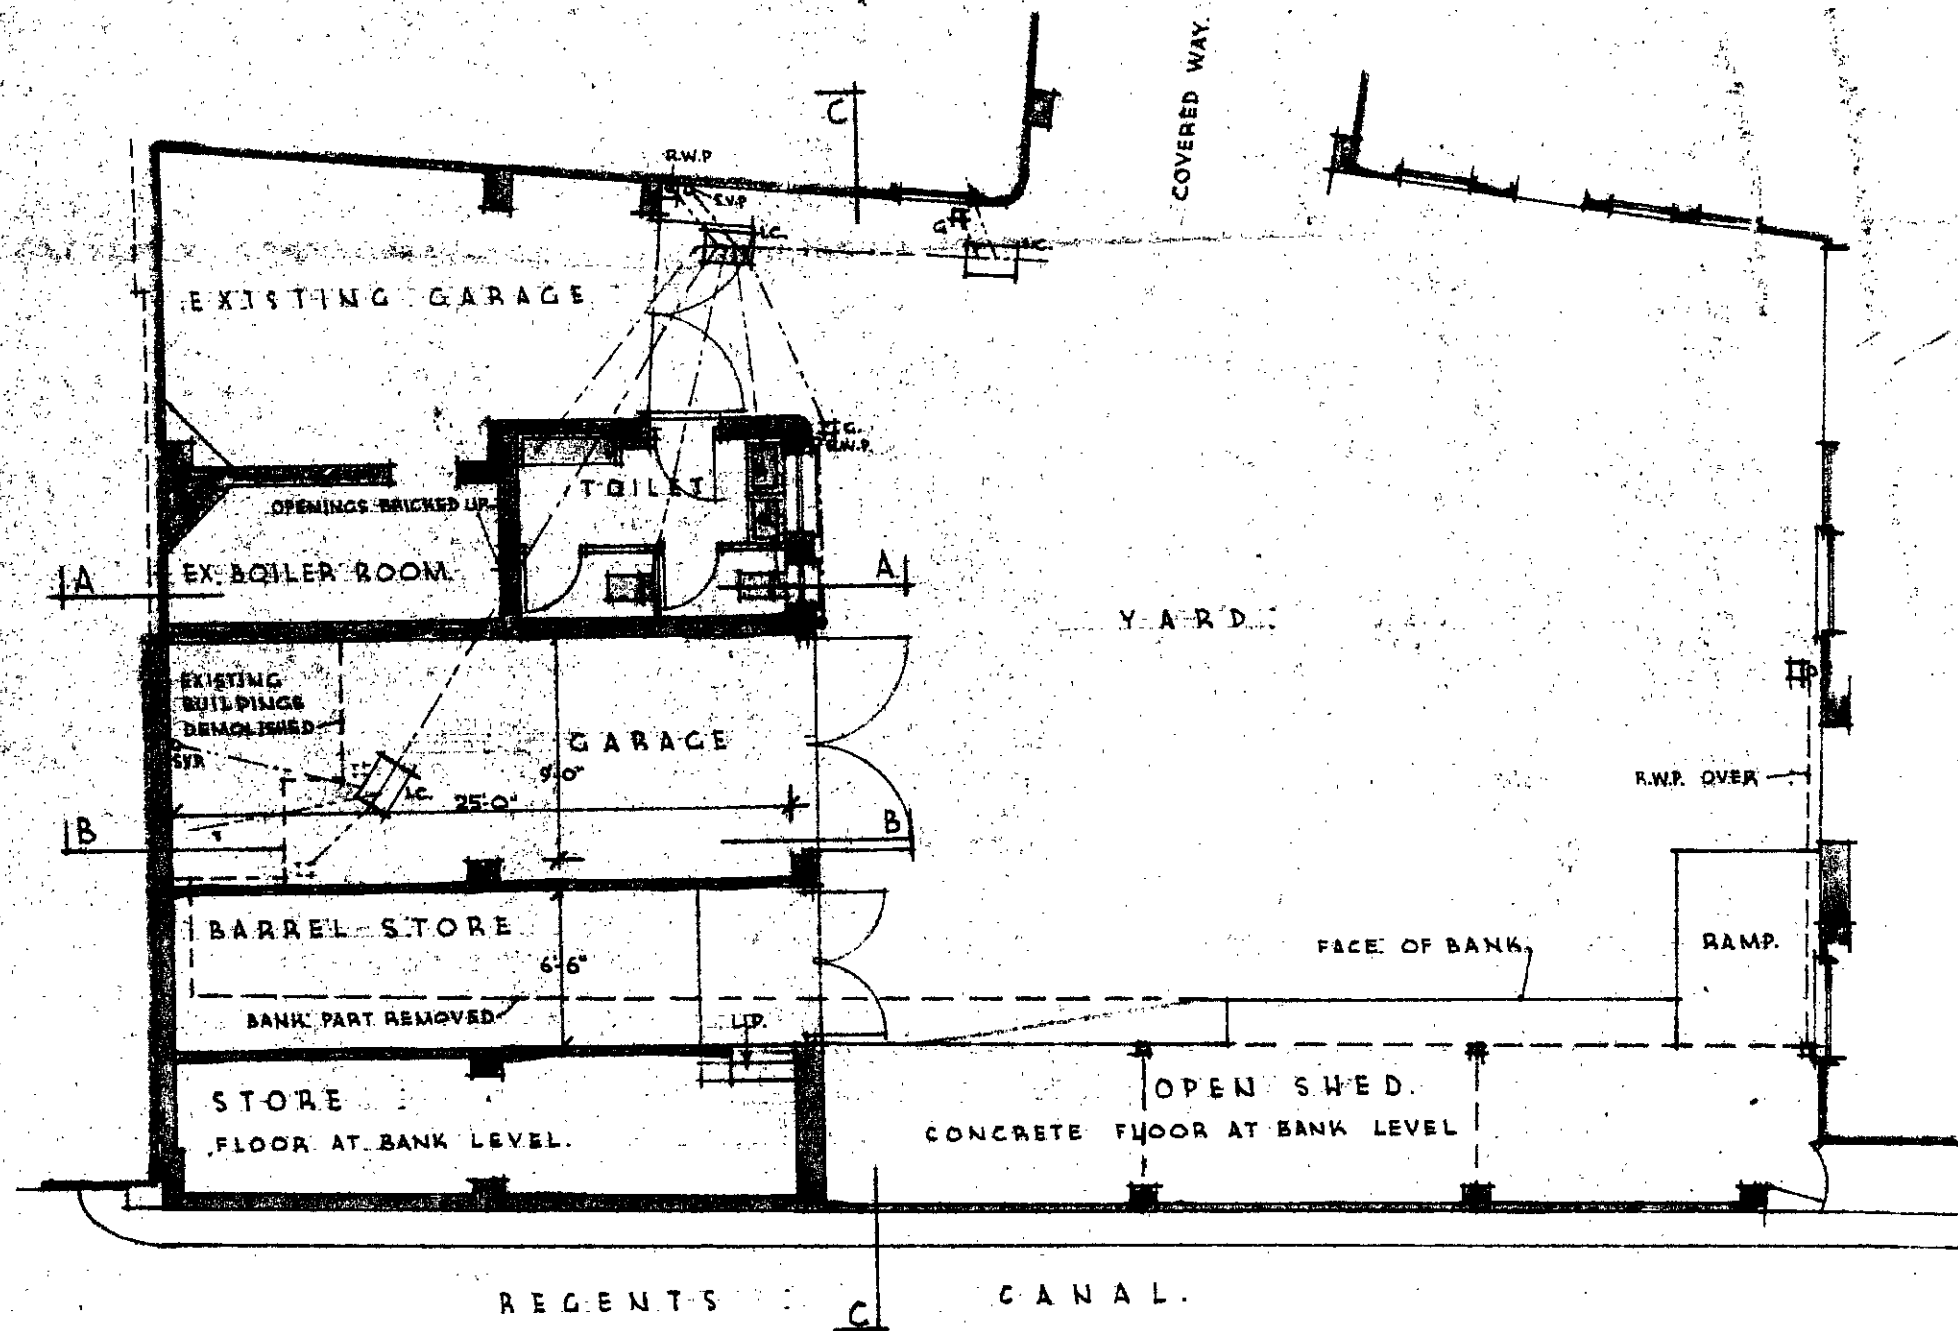 COVERED WAY.
C
R.W.P
S.V.P
I.C.
G
I.C.
EXISTING GARAGE
G.
R.W.P.
TOILET
OPENINGS BRICKED UP
EX. BOILER ROOM.
A
A
YARD.
EXISTING
BUILDINGS
DEMOLISHED
GARAGE
9'-0"
I.C.
25'-0"
R.W.P. OVER
B
B
BARREL STORE
6'-6"
FACE OF BANK.
RAMP.
BANK PART REMOVED
UP.
STORE
FLOOR AT BANK LEVEL.
OPEN SHED.
CONCRETE FLOOR AT BANK LEVEL
REGENTS CANAL.
C